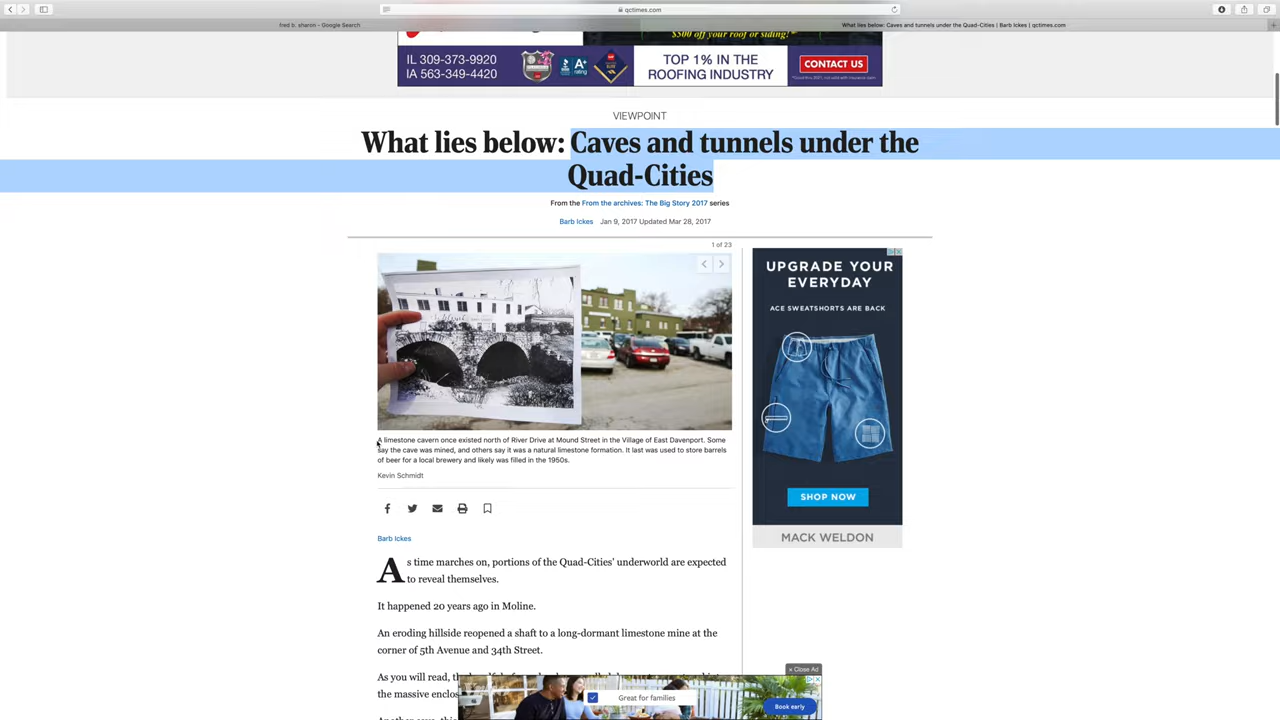 qctimes.com
fred b. sharon - Google Search
What lies below: Caves and tunnels under the Quad-Cities | Barb Ickes | qctimes.com
$500 off your roof or siding!*
IL 309-373-9920
IA 563-349-4420
A+
TOP 1% IN THE
ROOFING INDUSTRY
CONTACT US
VIEWPOINT
What lies below: Caves and tunnels under the
Quad-Cities
From the From the archives: The Big Story 2017 series
Barb Ickes Jan 9, 2017 Updated Mar 28, 2017
1 of 23
A limestone cavern once existed north of River Drive at Mound Street in the Village of East Davenport. Some
say the cave was mined, and others say it was a natural limestone formation. It last was used to store barrels
of beer for a local brewery and likely was filled in the 1950s.
Kevin Schmidt
Barb Ickes
As time marches on, portions of the Quad-Cities' underworld are expected
to reveal themselves.
It happened 20 years ago in Moline.
An eroding hillside reopened a shaft to a long-dormant limestone mine at the
corner of 5th Avenue and 34th Street.
As you will read, th
the massive enclos
UPGRADE YOUR
EVERYDAY
ACE SWEATSHORTS ARE BACK
SHOP NOW
MACK WELDON
× Close Ad
Great for families
Book early